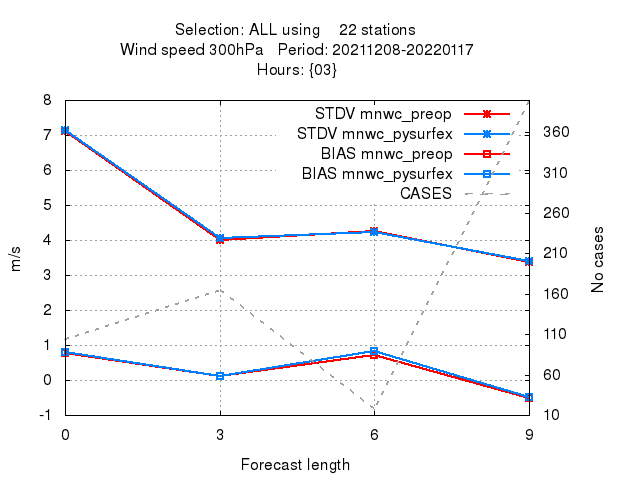 Selection: ALL using    22 stations
Wind speed 300hPa   Period: 20211208-20220117
Hours: {03}
STDV mnwc_preop
STDV mnwc_pysurfex
BIAS mnwc_preop
BIAS mnwc_pysurfex
CASES
8
7
6
5
4
3
2
1
0
-1
m/s
360
310
260
210
160
110
60
10
No cases
0 3 6 9
Forecast length